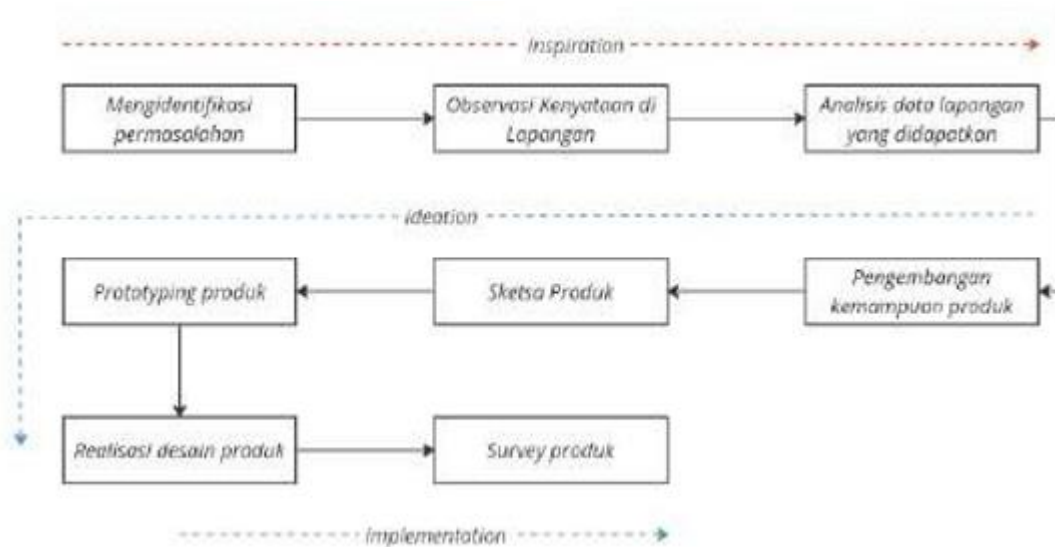 Inspiration
Mengidentifikasi
permasalahan
Observasi Kenyataan di
Lapangan
Analisis data lapangan
yang didapatkan
Ideation
Prototyping produk
Sketsa Produk
Pengembangan
kemampuan produk
Realisasi desain produk
Survey produk
Implementation